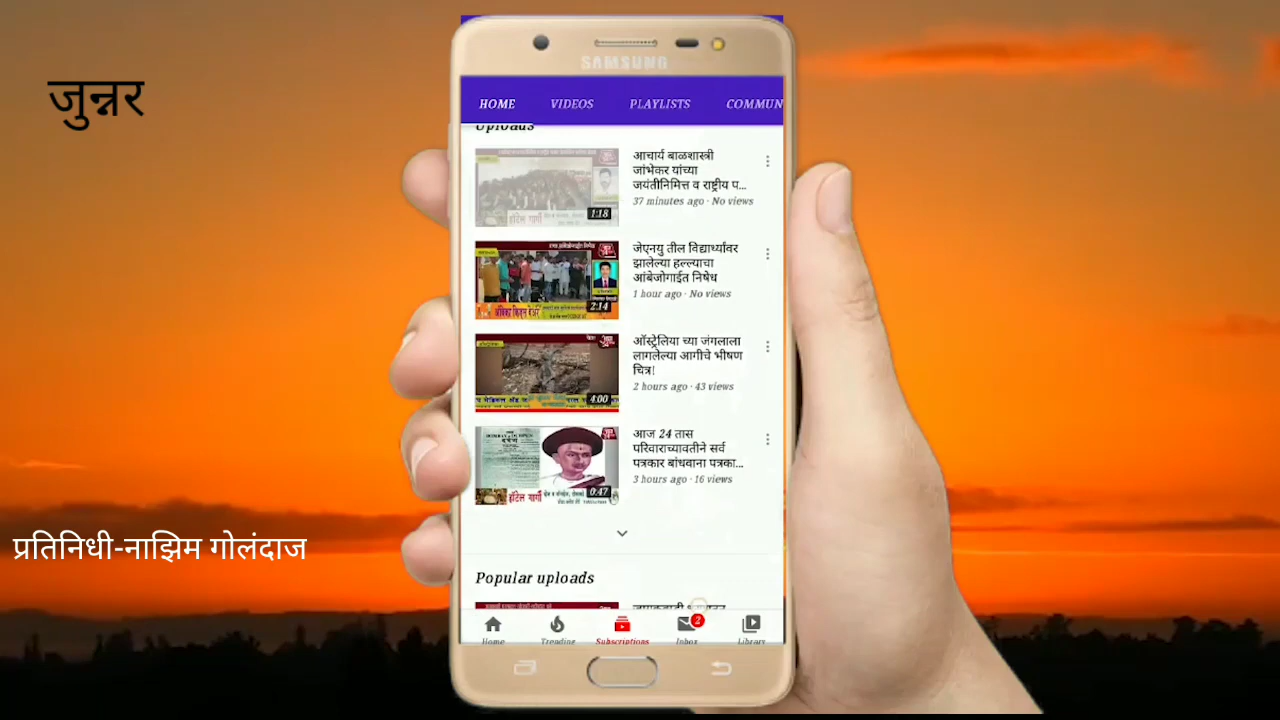 जुन्नर
SAMSUNG
HOME VIDEOS PLAYLISTS COMMUN
Uploads
आचार्य बाळशास्त्री
जांभेकर यांच्या
जयंतीनिमित्त व राष्ट्रीय प...
37 minutes ago · No views
1:18
हॉटेल गार्गी
जेएनयु तील विद्यार्थ्यांवर
झालेल्या हल्ल्याचा
आंबेजोगाईत निषेध
1 hour ago · No views
2:14
ऑस्ट्रेलिया च्या जंगलाला
लागलेल्या आगीचे भीषण
चित्र!
2 hours ago · 43 views
4:00
आज 24 तास
परिवाराच्यावतीने सर्व
पत्रकार बांधवाना पत्रका...
3 hours ago · 16 views
0:47
हॉटेल गार्गी
प्रतिनिधी-नाझिम गोलंदाज
Popular uploads
2
Home Trending Subscriptions Inbox Library